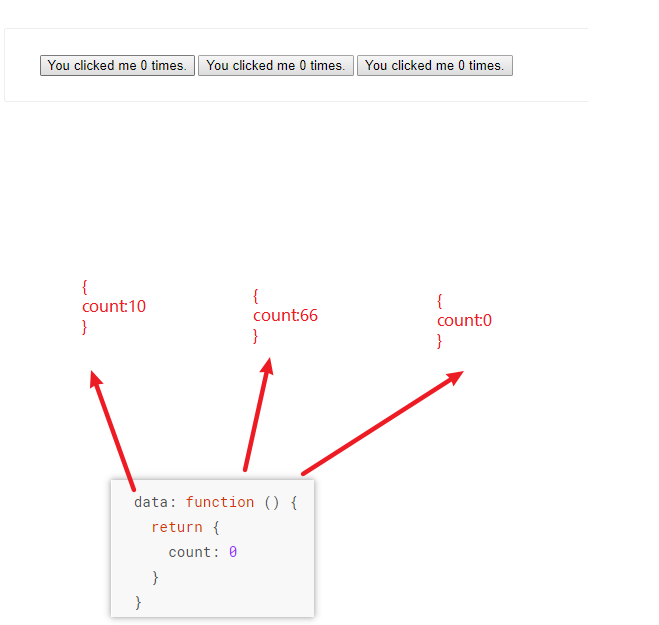 You clicked me 0 times. You clicked me 0 times. You clicked me 0 times.
{
count:10
}
{
count:66
}
{
count:0
}
data: function () {
return {
count: 0
}
}